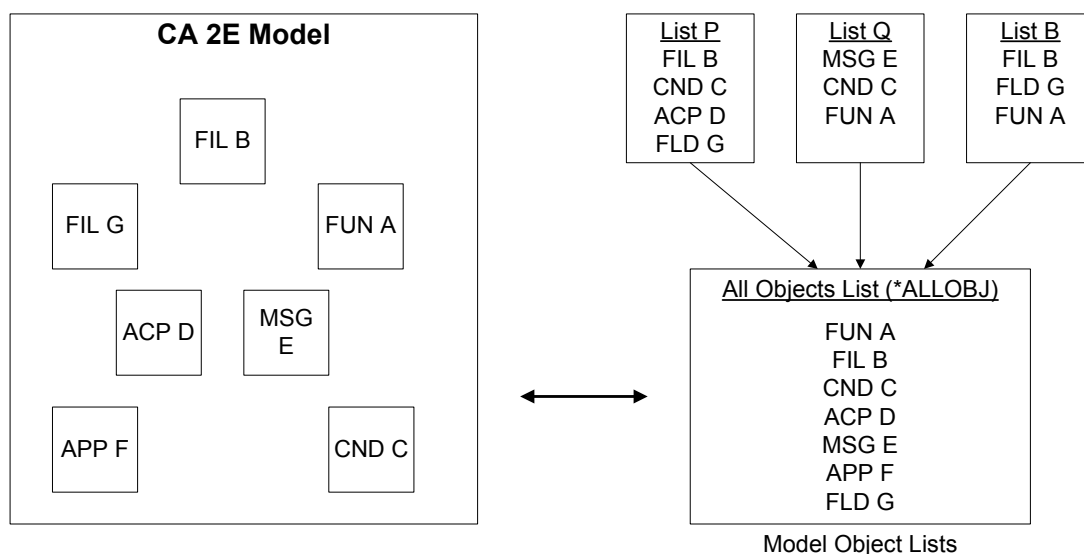 CA 2E Model
FIL B
FIL G
FUN A
ACP D
MSG
E
APP F
CND C
List P
FIL B
CND C
ACP D
FLD G
List Q
MSG E
CND C
FUN A
List B
FIL B
FLD G
FUN A
All Objects List (*ALLOBJ)
FUN A
FIL B
CND C
ACP D
MSG E
APP F
FLD G
Model Object Lists